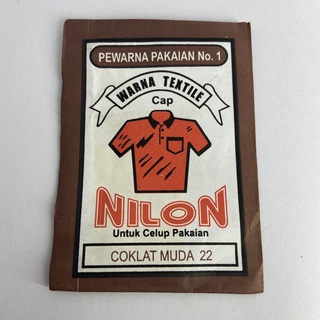 PEWARNA PAKAIAN No. 1
WARNA TEXTILE
Cap
NILON
Untuk Celup Pakaian
COKLAT MUDA 22